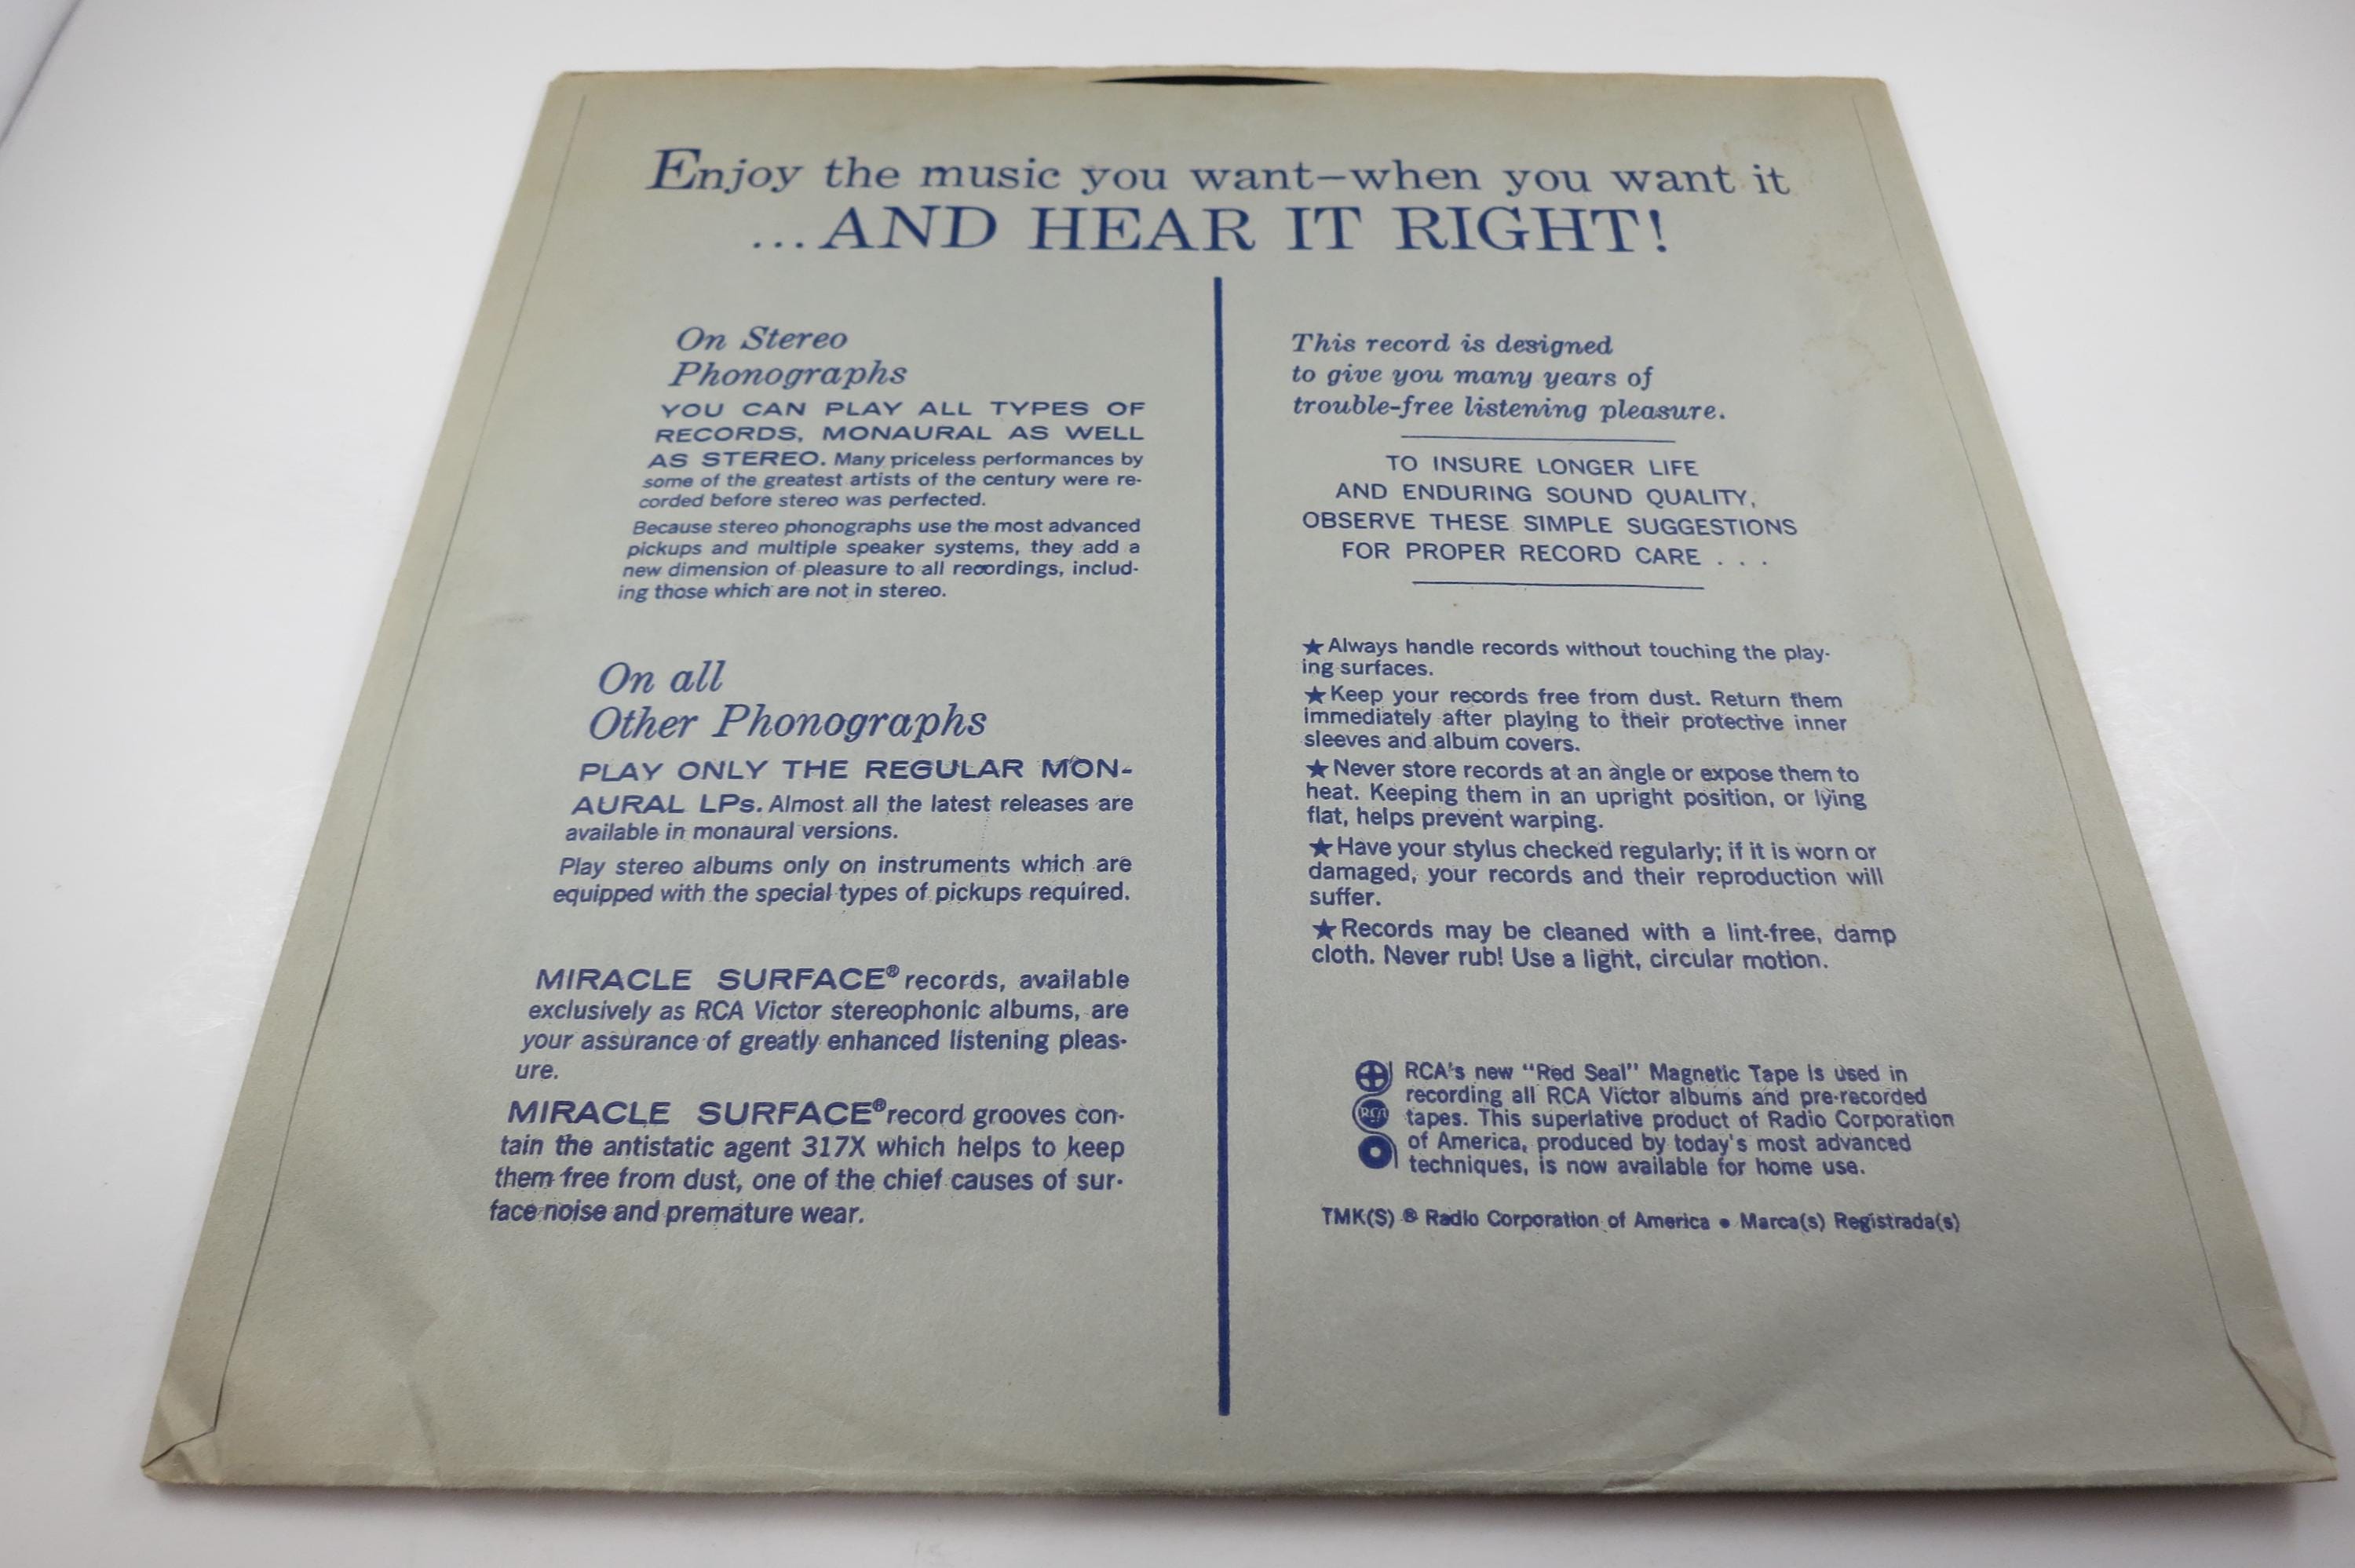 Enjoy the music you want—when you want it
...AND HEAR IT RIGHT!
On Stereo
Phonographs
YOU CAN PLAY ALL TYPES OF
RECORDS, MONAURAL AS WELL
AS STEREO. Many priceless performances by
some of the greatest artists of the century were re-
corded before stereo was perfected.
Because stereo phonographs use the most advanced
pickups and multiple speaker systems, they add a
new dimension of pleasure to all recordings, includ-
ing those which are not in stereo.
On all
Other Phonographs
PLAY ONLY THE REGULAR MON-
AURAL LPs. Almost all the latest releases are
available in monaural versions.
Play stereo albums only on instruments which are
equipped with the special types of pickups required.
MIRACLE SURFACE® records, available
exclusively as RCA Victor stereophonic albums, are
your assurance of greatly enhanced listening pleas-
ure.
MIRACLE SURFACE® record grooves con-
tain the antistatic agent 317X which helps to keep
them free from dust, one of the chief causes of sur-
face noise and premature wear.
This record is designed
to give you many years of
trouble-free listening pleasure.
TO INSURE LONGER LIFE
AND ENDURING SOUND QUALITY,
OBSERVE THESE SIMPLE SUGGESTIONS
FOR PROPER RECORD CARE . . .
★ Always handle records without touching the play-
ing surfaces.
★ Keep your records free from dust. Return them
immediately after playing to their protective inner
sleeves and album covers.
★ Never store records at an angle or expose them to
heat. Keeping them in an upright position, or lying
flat, helps prevent warping.
★ Have your stylus checked regularly; if it is worn or
damaged, your records and their reproduction will
suffer.
★ Records may be cleaned with a lint-free, damp
cloth. Never rub! Use a light, circular motion.
RCA's new "Red Seal" Magnetic Tape is used in
recording all RCA Victor albums and pre-recorded
RCA tapes. This superlative product of Radio Corporation
of America, produced by today's most advanced
techniques, is now available for home use.
TMK(S) ® Radio Corporation of America • Marca(s) Registrada(s)